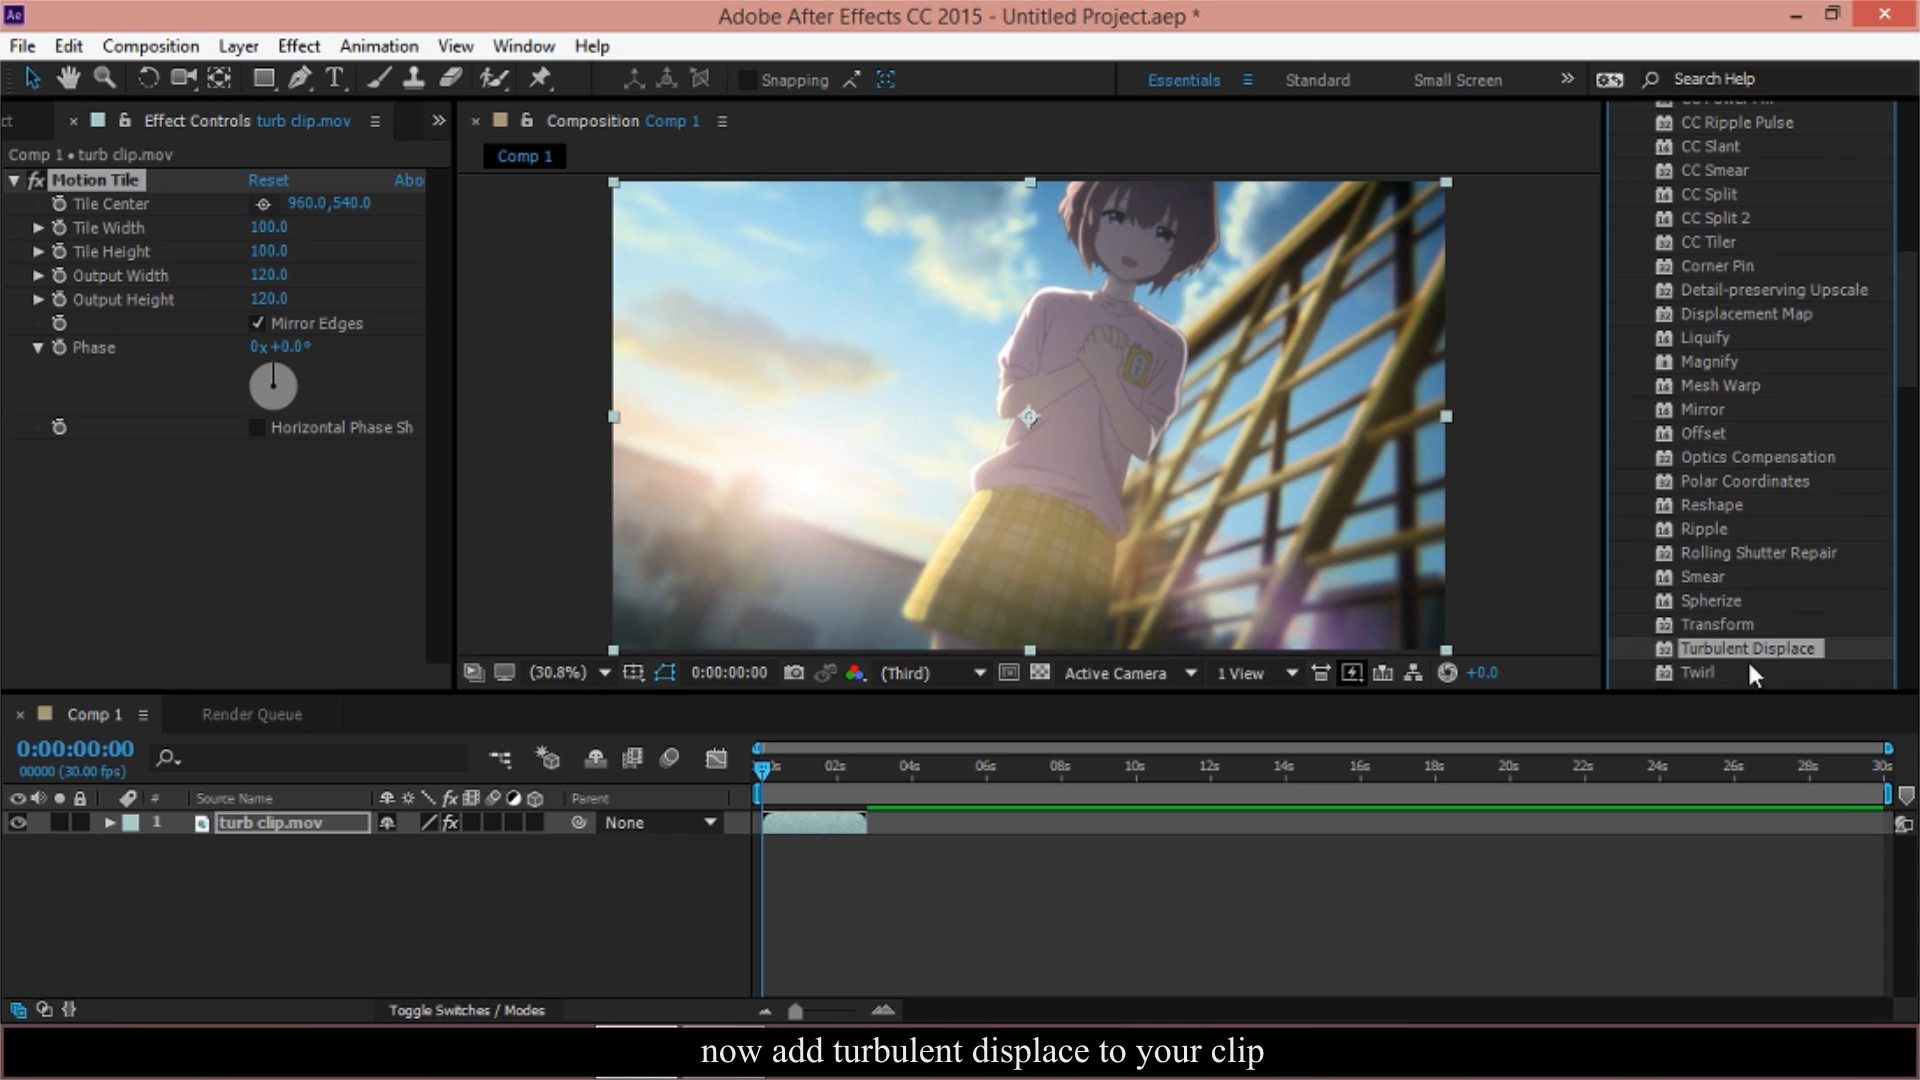 Ae
Adobe After Effects CC 2015 - Untitled Project.aep *
File Edit Composition Layer Effect Animation View Window Help
Snapping
Essentials Standard Small Screen
Search Help
ct
Effect Controls turb clip.mov
Comp 1 • turb clip.mov
fx Motion Tile Reset Abo
Tile Center 960.0,540.0
Tile Width 100.0
Tile Height 100.0
Output Width 120.0
Output Height 120.0
Mirror Edges
Phase 0x+0.0°
Horizontal Phase Sh
Composition Comp 1
Comp 1
(30.8%) 0:00:00:00 (Third) Active Camera 1 View +0.0
CC Ripple Pulse
CC Slant
CC Smear
CC Split
CC Split 2
CC Tiler
Corner Pin
Detail-preserving Upscale
Displacement Map
Liquify
Magnify
Mesh Warp
Mirror
Offset
Optics Compensation
Polar Coordinates
Reshape
Ripple
Rolling Shutter Repair
Smear
Spherize
Transform
Turbulent Displace
Twirl
Comp 1 Render Queue
0:00:00:00
00000 (30.00 fps)
02s 04s 06s 08s 10s 12s 14s 16s 18s 20s 22s 24s 26s 28s 30s
# Source Name fx Parent
1 turb clip.mov fx None
Toggle Switches / Modes
now add turbulent displace to your clip